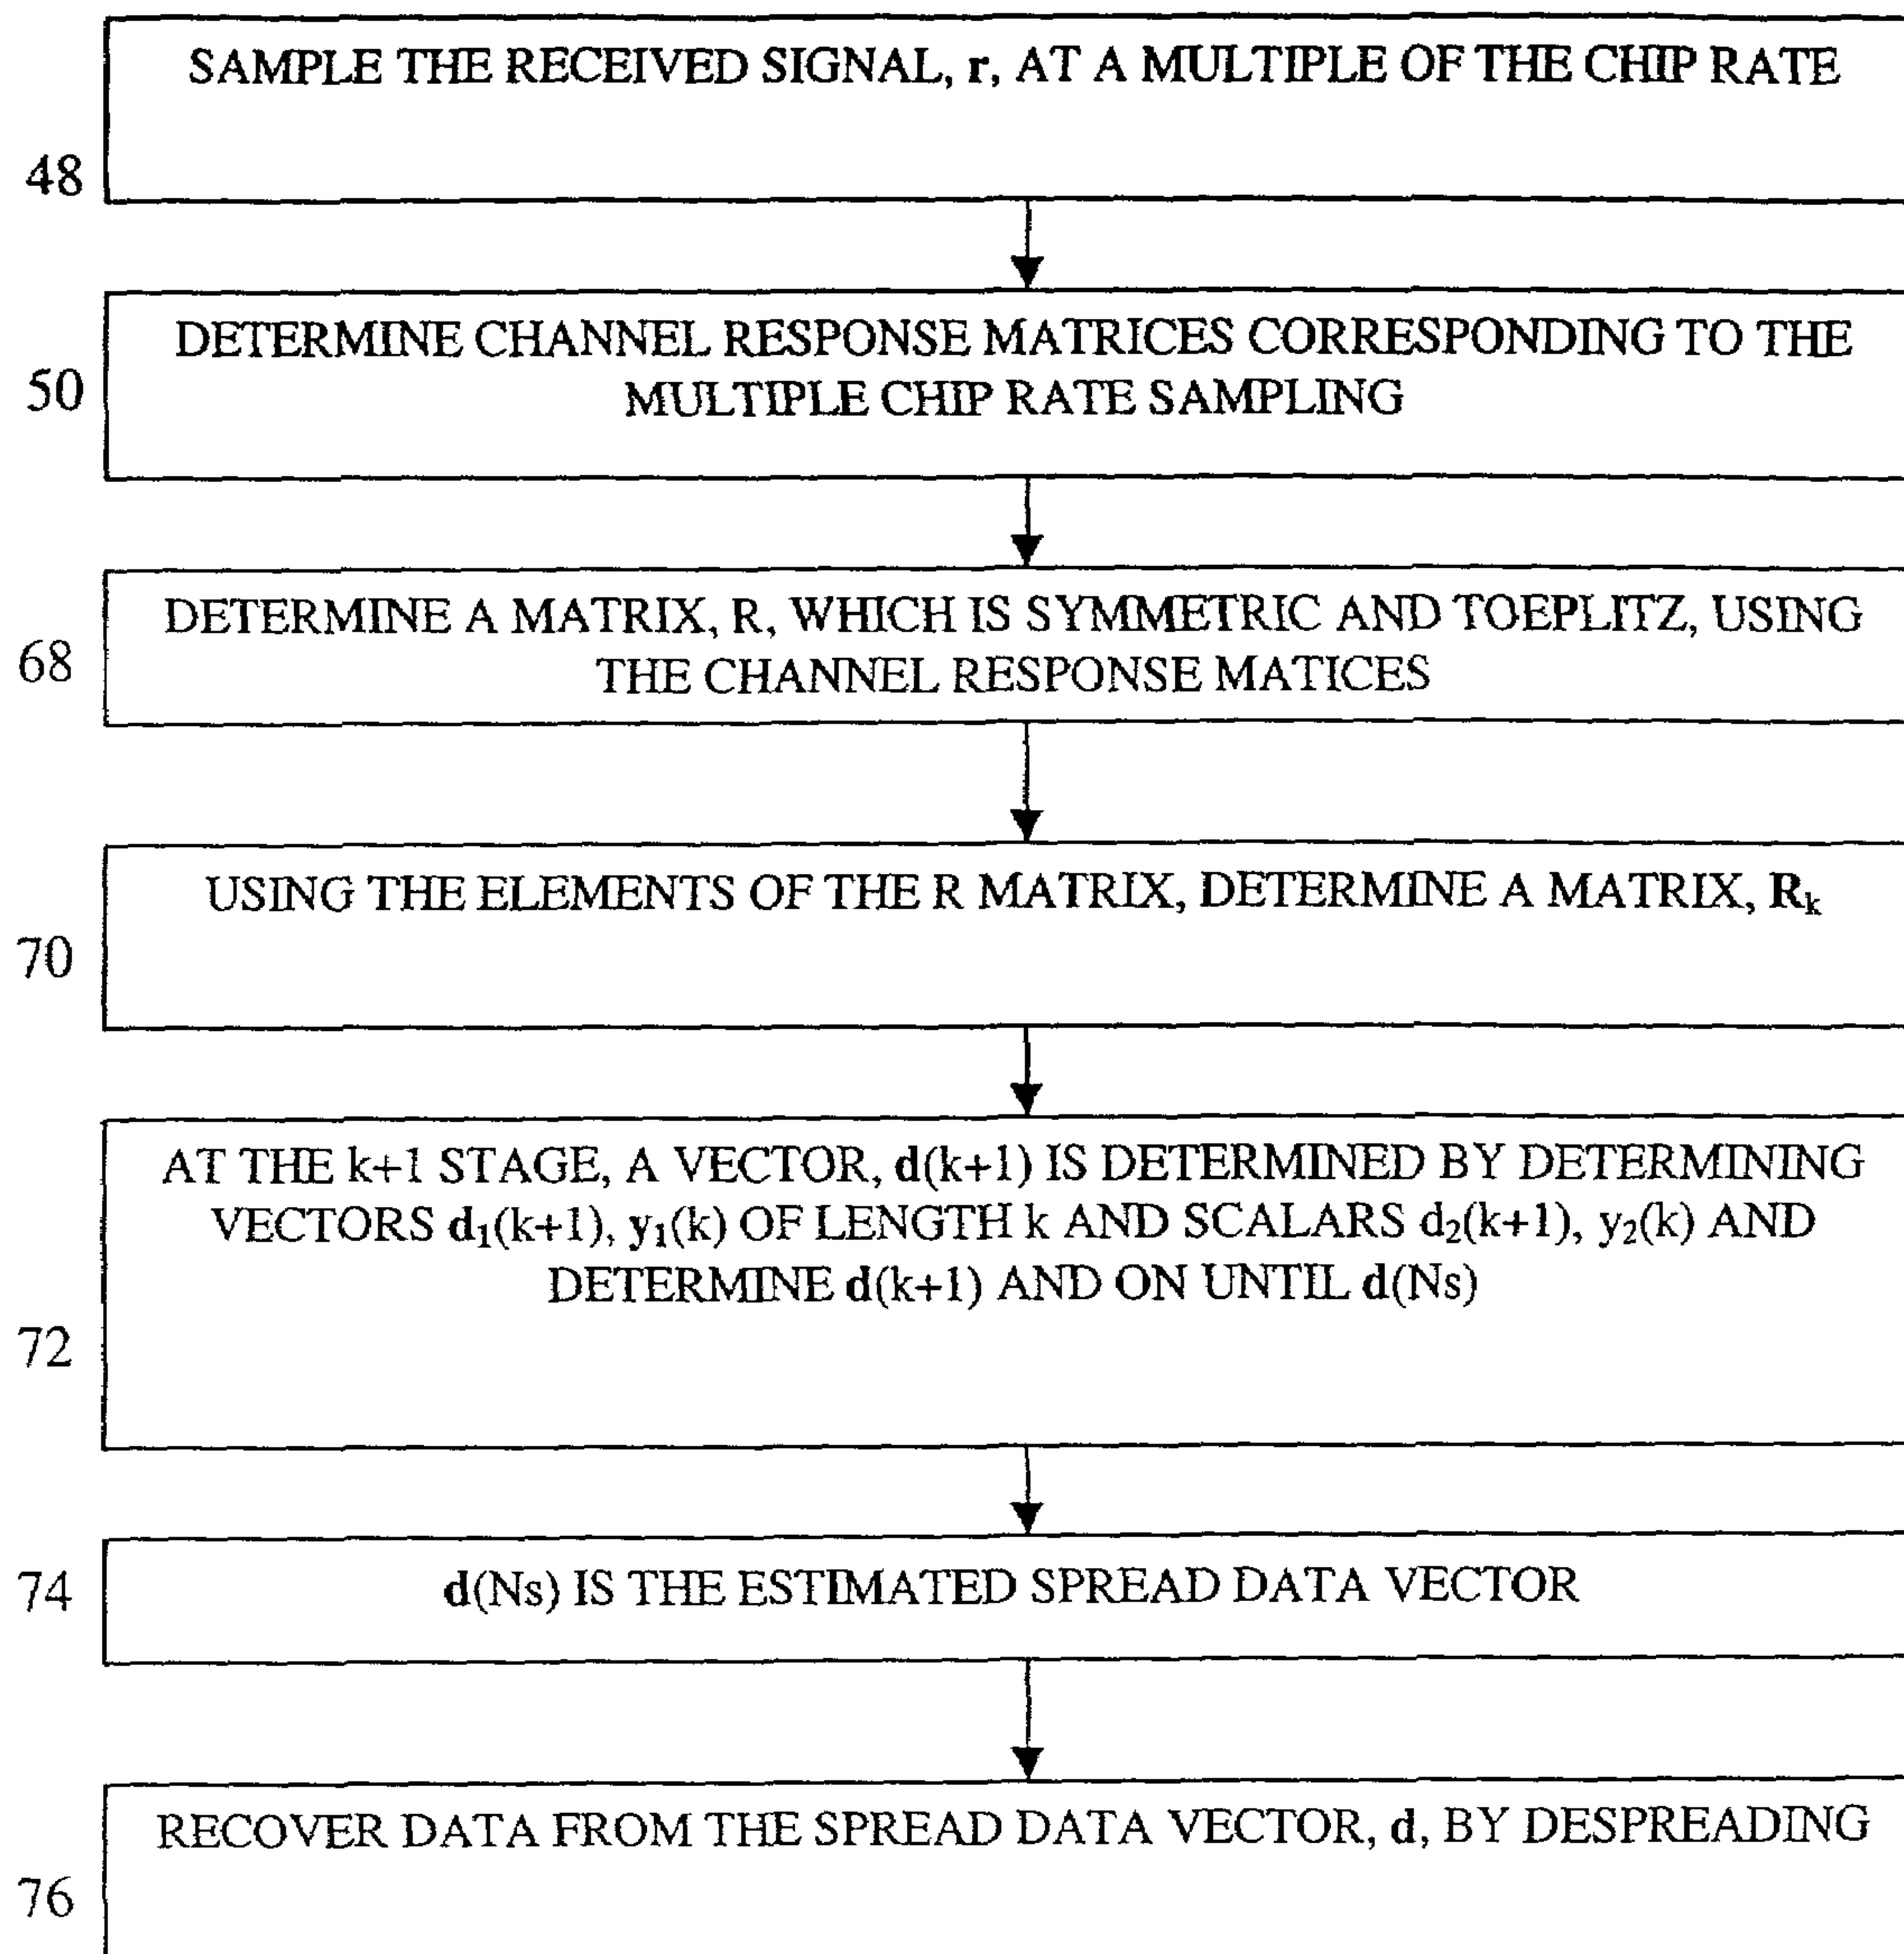 SAMPLE THE RECEIVED SIGNAL, r, AT A MULTIPLE OF THE CHIP RATE
48
DETERMINE CHANNEL RESPONSE MATRICES CORRESPONDING TO THE
MULTIPLE CHIP RATE SAMPLING
50
DETERMINE A MATRIX, R, WHICH IS SYMMETRIC AND TOEPLITZ, USING
THE CHANNEL RESPONSE MATICES
68
USING THE ELEMENTS OF THE R MATRIX, DETERMINE A MATRIX, Rₖ
70
AT THE k+1 STAGE, A VECTOR, d(k+1) IS DETERMINED BY DETERMINING
VECTORS d₁(k+1), y₁(k) OF LENGTH k AND SCALARS d₂(k+1), y₂(k) AND
DETERMINE d(k+1) AND ON UNTIL d(Ns)
72
d(Ns) IS THE ESTIMATED SPREAD DATA VECTOR
74
RECOVER DATA FROM THE SPREAD DATA VECTOR, d, BY DESPREADING
76